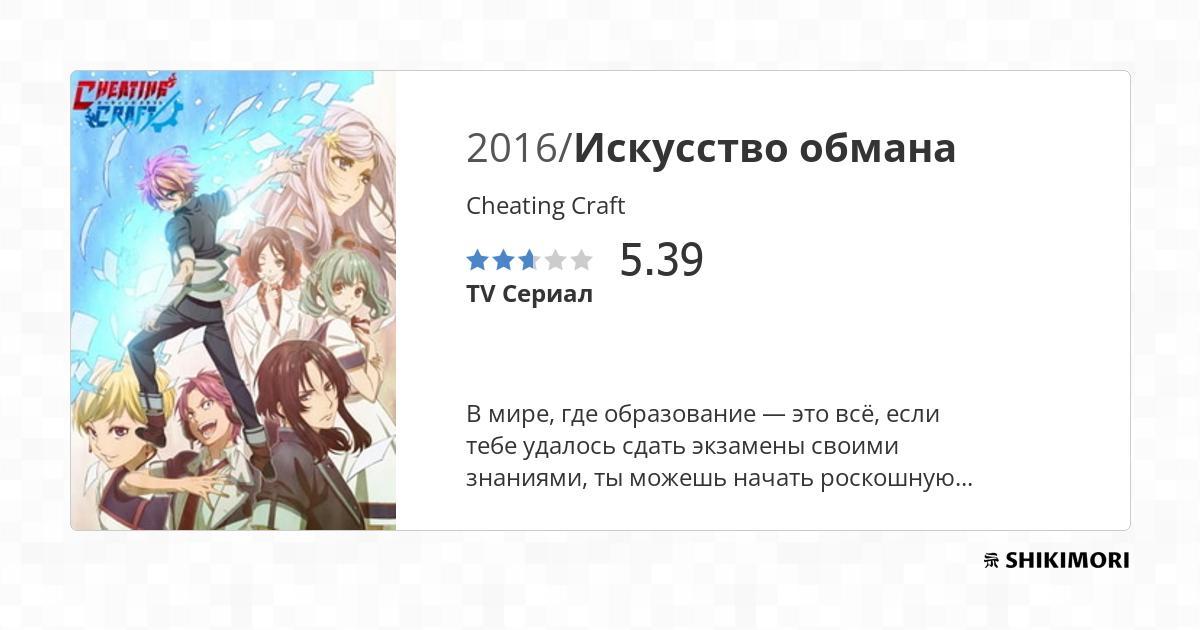 CHEATING
CRAFT
2016/Искусство обмана
Cheating Craft
5.39
TV Сериал
В мире, где образование — это всё, если
тебе удалось сдать экзамены своими
знаниями, ты можешь начать роскошную...
SHIKIMORI